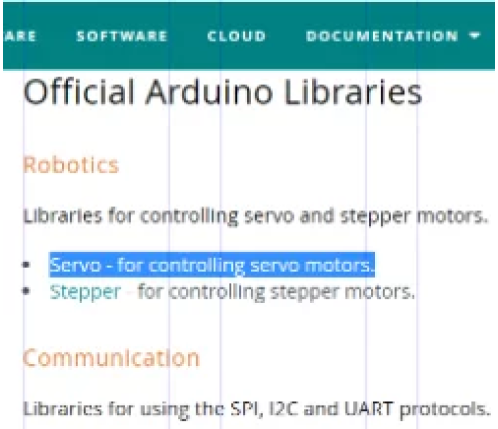 ARE SOFTWARE CLOUD DOCUMENTATION
Official Arduino Libraries
Robotics
Libraries for controlling servo and stepper motors.
Servo - for controlling servo motors.
Stepper - for controlling stepper motors.
Communication
Libraries for using the SPI, I2C and UART protocols.